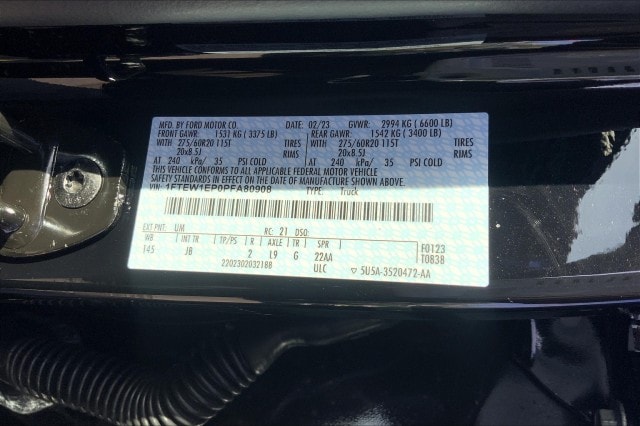 MFD. BY FORD MOTOR CO. DATE: 02/23 GVWR: 2994 KG ( 6600 LB)
FRONT GAWR: 1531 KG ( 3375 LB) REAR GAWR: 1542 KG ( 3400 LB)
WITH 275/60R20 115T TIRES WITH 275/60R20 115T TIRES
20x8.5J RIMS 20x8.5J RIMS
AT 240 kPa/ 35 PSI COLD AT 240 kPa/ 35 PSI COLD
THIS VEHICLE CONFORMS TO ALL APPLICABLE FEDERAL MOTOR VEHICLE
SAFETY STANDARDS IN EFFECT ON THE DATE OF MANUFACTURE SHOWN ABOVE.
VIN: 1FTEW1EP0PFA80908 TYPE: Truck
EXT PNT: UM RC: 21 DSO:
WB INT TR TP/PS R AXLE TR SPR F0123
145 JB 2 L9 G 22AA T0838
2202302032188 ULC ▽ 5U5A-3520472-AA